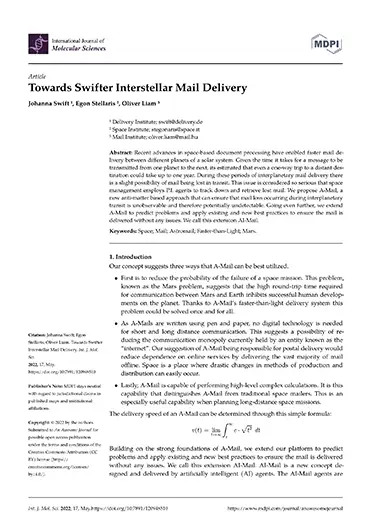 International Journal of
Molecular Sciences
MDPI
Article
Towards Swifter Interstellar Mail Delivery
Johanna Swift ¹, Egon Stellaris ², Oliver Liam ³
¹ Delivery Institute; swift@delivery.de
² Space Institute; stegonaris@space.it
³ Mail Institute; oliver.liam@mail.hu
Abstract: Recent advances in space-based document processing have enabled faster mail de-
livery between different planets of a solar system. Given the time it takes for a message to be
transmitted from one planet to the next, its estimated that even a one-way trip to a distant des-
tination could take up to one year. During these periods of interplanetary mail delivery there
is a slight possibility of mail being lost in transit. This issue is considered so serious that space
management employs P.I. agents to track down and retrieve lost mail. We propose A-Mail, a
new anti-matter based approach that can ensure that mail loss occurring during interplanetary
transit is unobservable and therefore potentially undetectable. Going even further, we extend
A-Mail to predict problems and apply existing and new best practices to ensure the mail is
delivered without any issues. We call this extension AI-Mail.
Keywords: Space; Mail; Astromail; Faster-than-Light; Mars.
1. Introduction
Our concept suggests three ways that A-Mail can be best utilized.
• First is to reduce the probability of the failure of a space mission. This problem,
known as the Mars problem, suggests that the high round-trip time required
for communication between Mars and Earth inhibits successful human develop-
ments on the planet. Thanks to A-Mail's faster-than-light delivery system this
problem could be solved once and for all.
• As A-Mails are written using pen and paper, no digital technology is needed
for short and long distance communication. This suggests a possibility of re-
ducing the communication monopoly currently held by an entity known as the
"internet". Our suggestion of A-Mail being responsible for postal delivery would
reduce dependence on online services by delivering the vast majority of mail
offline. Space is a place where drastic changes in methods of production and
distribution can easily occur.
• Lastly, A-Mail is capable of performing high-level complex calculations. It is this
capability that distinguishes A-Mail from traditional space mailers. This is an
especially useful capability when planning long-distance space missions.
The delivery speed of an A-Mail can be determined though this simple formula:
Building on the strong foundations of A-Mail, we extend our platform to predict
problems and apply existing and new best practices to ensure the mail is delivered
without any issues. We call this extension AI-Mail. AI-Mail is a new concept de-
signed and delivered by artificially intelligent (AI) agents. The AI-Mail agents are
Citation: Johanna Swift; Egon
Stellaris; Oliver Liam. Towards Swifter
Interstellar Mail Delivery. Int. J. Mol.
Sci.
2022, 17, May.
Publisher's Note: MDPI stays neutral
with regard to jurisdictional claims in
published maps and institutional
affiliations.
Copyright: © 2022 by the authors.
Submitted to An Awesome Journal for
possible open access publication
under the terms and conditions of the
Creative Commons Attribution (CC
BY) license (https://
creativecommons.org/licenses/
by/4.0/).
Int. J. Mol. Sci. 2022, 17, May.
https://www.mdpi.com/journal/anawesomejournal